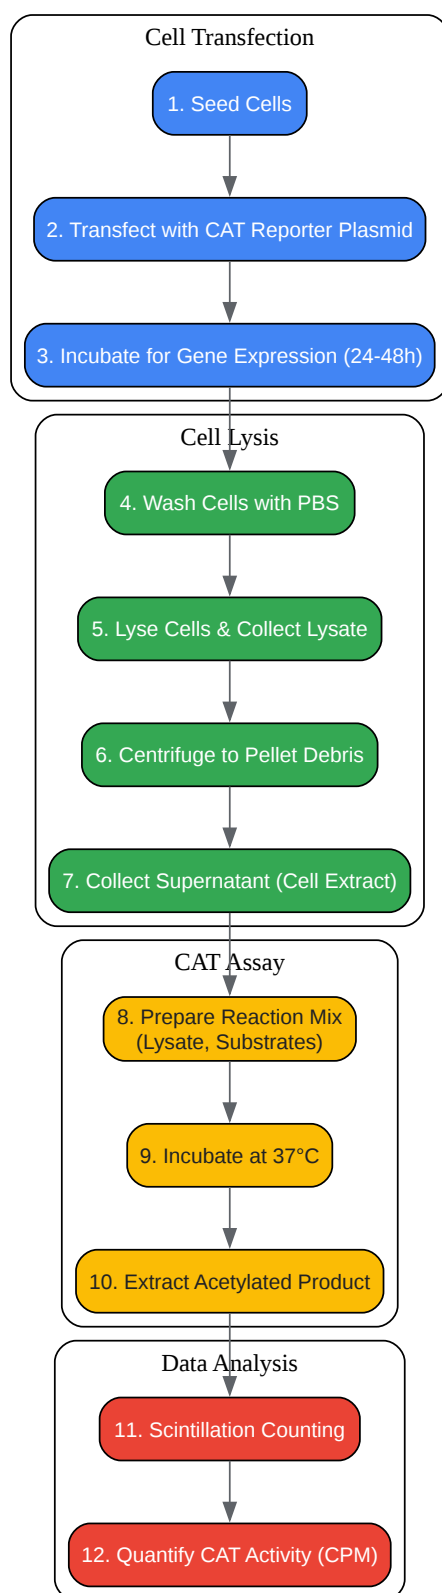 Cell Transfection
1. Seed Cells
2. Transfect with CAT Reporter Plasmid
3. Incubate for Gene Expression (24-48h)
Cell Lysis
4. Wash Cells with PBS
5. Lyse Cells & Collect Lysate
6. Centrifuge to Pellet Debris
7. Collect Supernatant (Cell Extract)
CAT Assay
8. Prepare Reaction Mix
(Lysate, Substrates)
9. Incubate at 37°C
10. Extract Acetylated Product
Data Analysis
11. Scintillation Counting
12. Quantify CAT Activity (CPM)